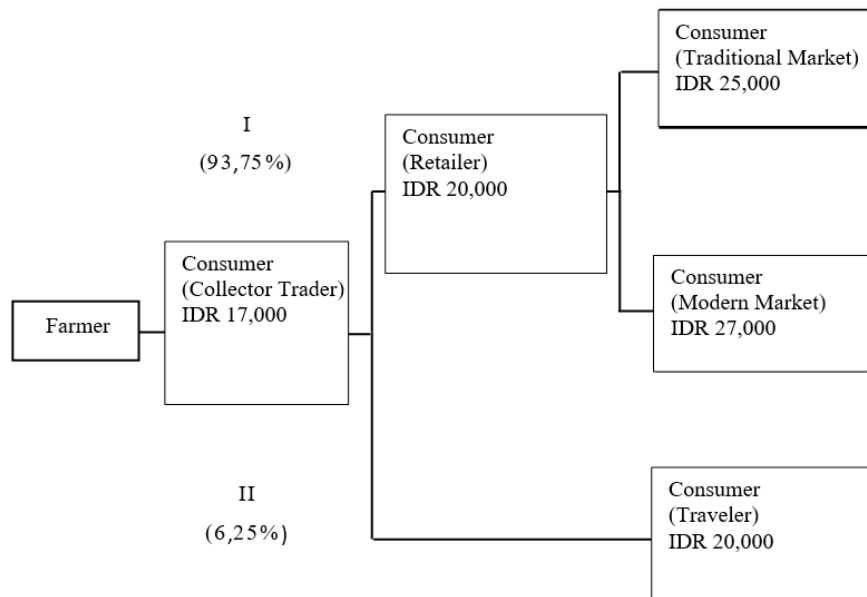 Consumer
(Traditional Market)
IDR 25,000
I
(93,75%)
Consumer
(Retailer)
IDR 20,000
Consumer
(Collector Trader)
IDR 17,000
Farmer
Consumer
(Modern Market)
IDR 27,000
II
(6,25%)
Consumer
(Traveler)
IDR 20,000